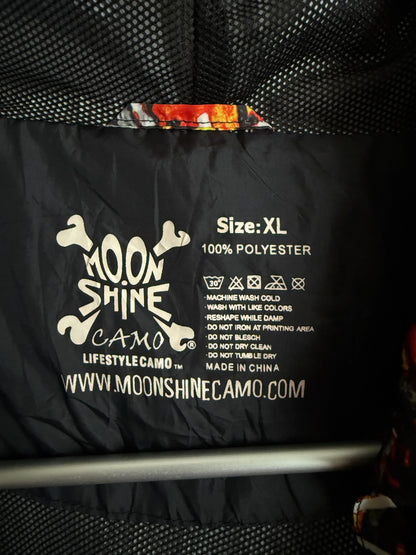 MOON
SHINE
CAMO®
LIFESTYLECAMO™
WWW.MOONSHINECAMO.COM
Size: XL
100% POLYESTER
30°
·MACHINE WASH COLD
·WASH WITH LIKE COLORS
·RESHAPE WHILE DAMP
·DO NOT IRON AT PRINTING AREA
·DO NOT BLESCH
·DO NOT DRY CLEAN
·DO NOT TUMBLE DRY
MADE IN CHINA